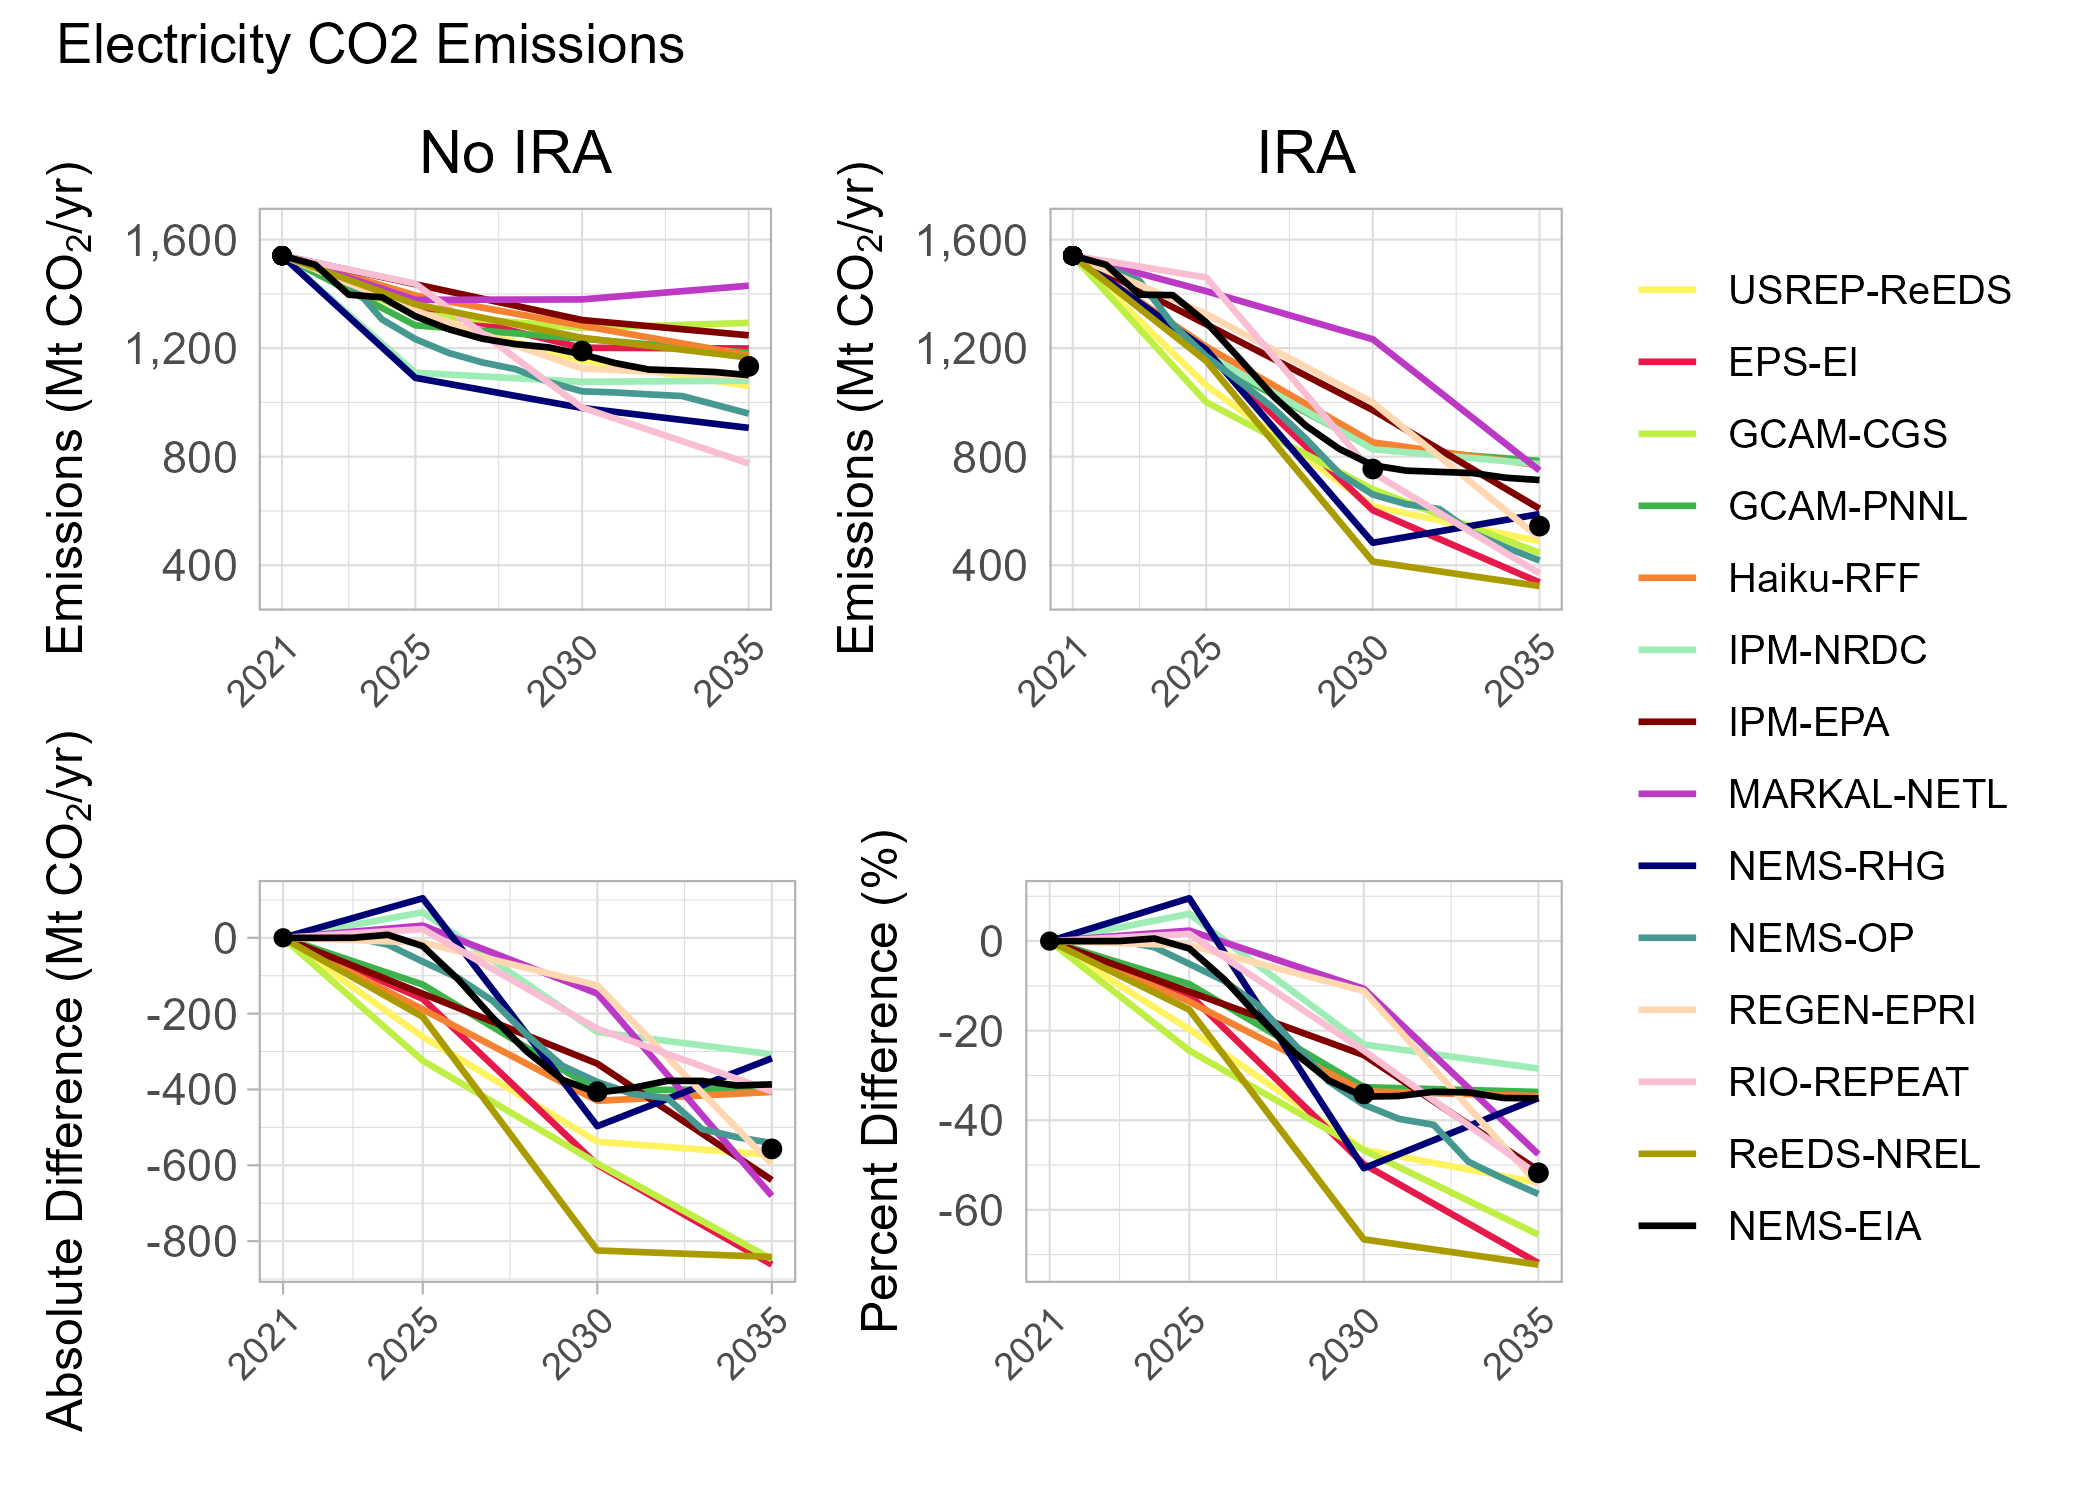 Electricity CO2 Emissions
No IRA
IRA
Emissions (Mt CO₂/yr)
1,600
1,200
800
400
2021
2025
2030
2035
Emissions (Mt CO₂/yr)
1,600
1,200
800
400
2021
2025
2030
2035
Absolute Difference (Mt CO₂/yr)
0
-200
-400
-600
-800
2021
2025
2030
2035
Percent Difference (%)
0
-20
-40
-60
2021
2025
2030
2035
USREP-ReEDS
EPS-EI
GCAM-CGS
GCAM-PNNL
Haiku-RFF
IPM-NRDC
IPM-EPA
MARKAL-NETL
NEMS-RHG
NEMS-OP
REGEN-EPRI
RIO-REPEAT
ReEDS-NREL
NEMS-EIA